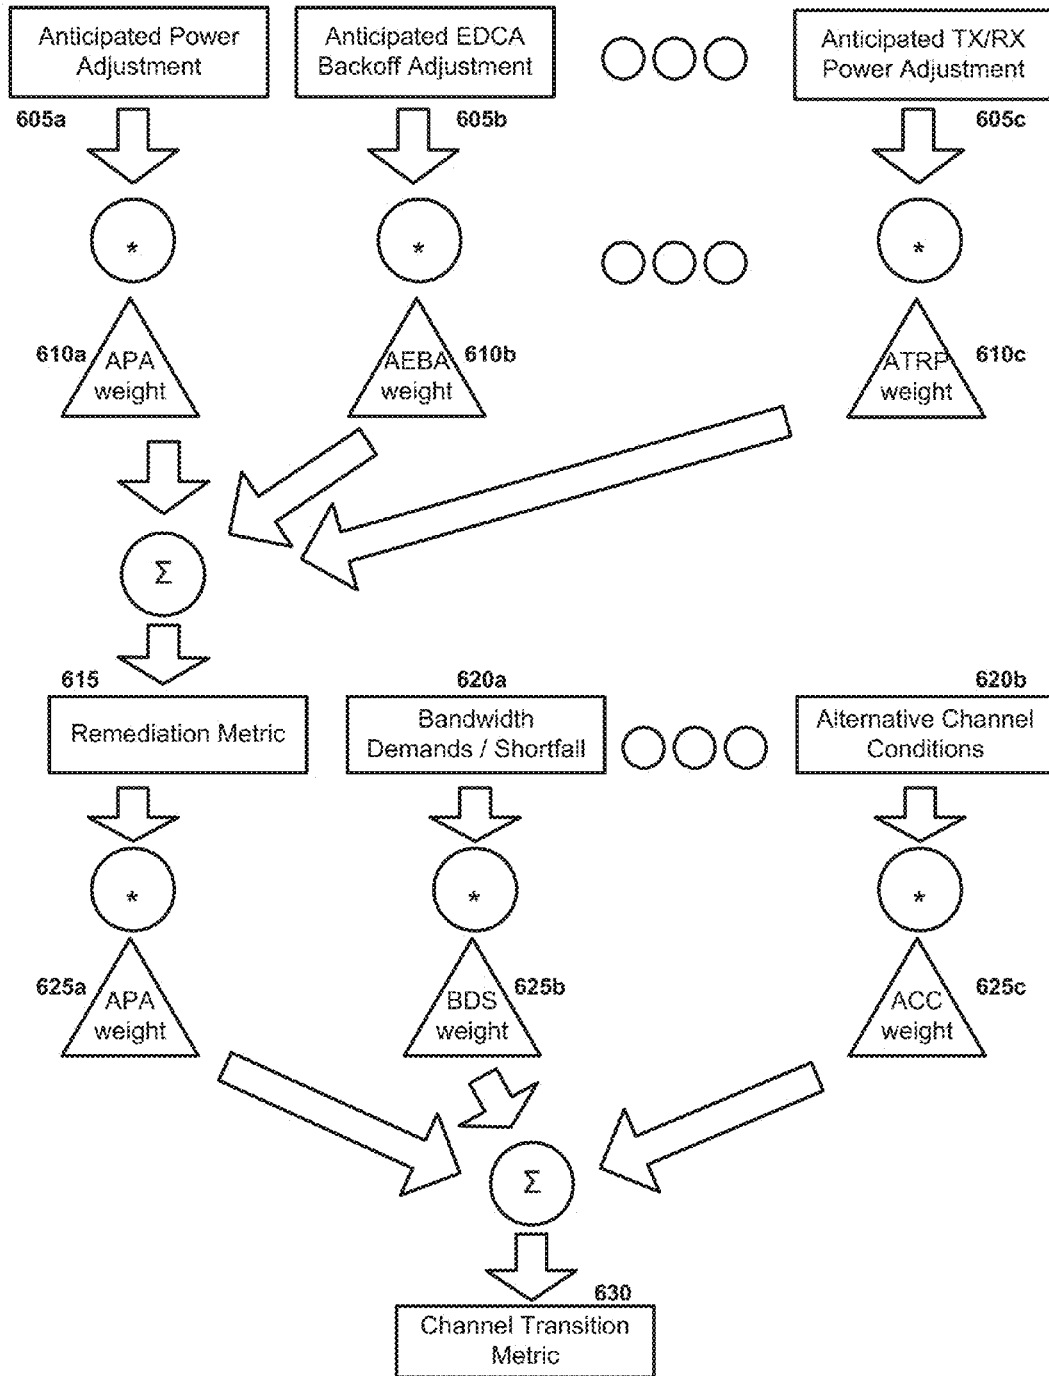 Anticipated Power
Adjustment
Anticipated EDCA
Backoff Adjustment
Anticipated TX/RX
Power Adjustment
605a
605b
605c
*
*
*
610a
APA
weight
AEBA
weight
610b
ATRP
weight
610c
Σ
615
620a
620b
Remediation Metric
Bandwidth
Demands / Shortfall
Alternative Channel
Conditions
*
*
*
625a
APA
weight
BDS
weight
625b
ACC
weight
625c
Σ
630
Channel Transition
Metric